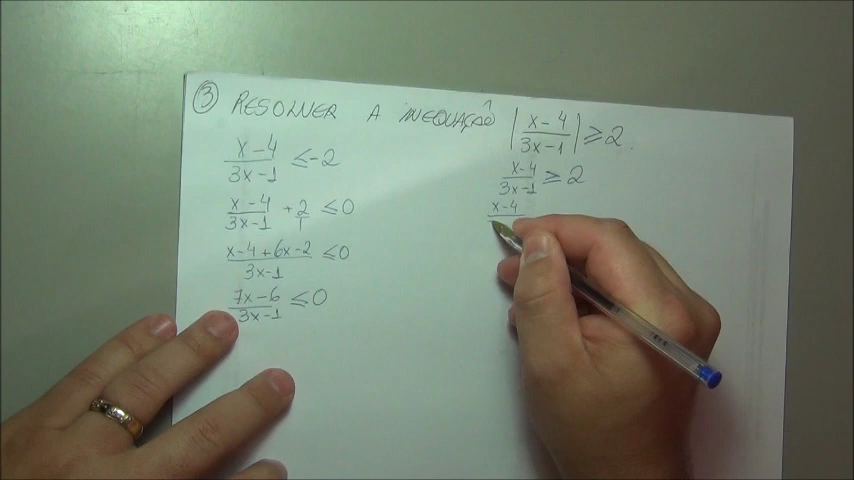 ③ RESOLVER A INEQUAÇÃO |x-4/3x-1| ≥ 2.
x-4/3x-1 ≤ -2
x-4/3x-1 + 2/1 ≤ 0
x-4+6x-2/3x-1 ≤ 0
7x-6/3x-1 ≤ 0
x-4/3x-1 ≥ 2
x-4